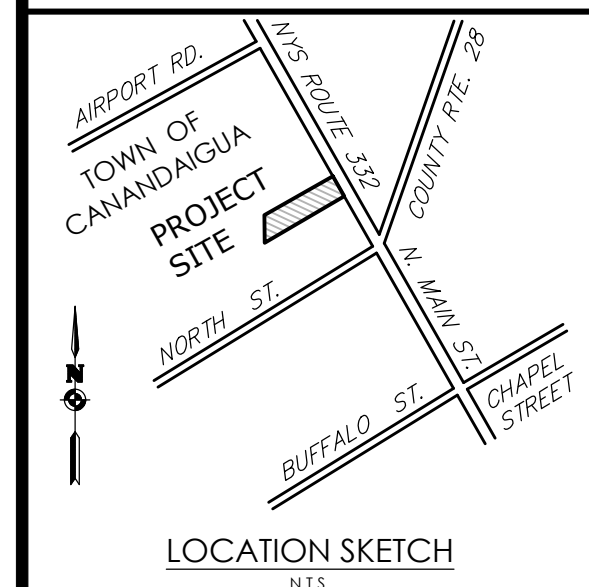 AIRPORT RD.
NYS ROUTE 332
COUNTY RTE. 28
TOWN OF
CANANDAIGUA
PROJECT
SITE
NORTH ST.
N. MAIN ST.
N
BUFFALO ST.
CHAPEL
STREET
LOCATION SKETCH
N.T.S.